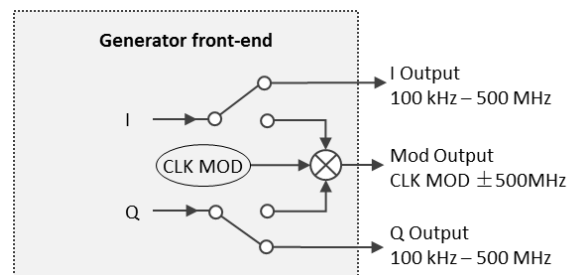 Generator front-end
I Output
100 kHz – 500 MHz
I
CLK MOD
Mod Output
CLK MOD ±500MHz
Q
Q Output
100 kHz – 500 MHz